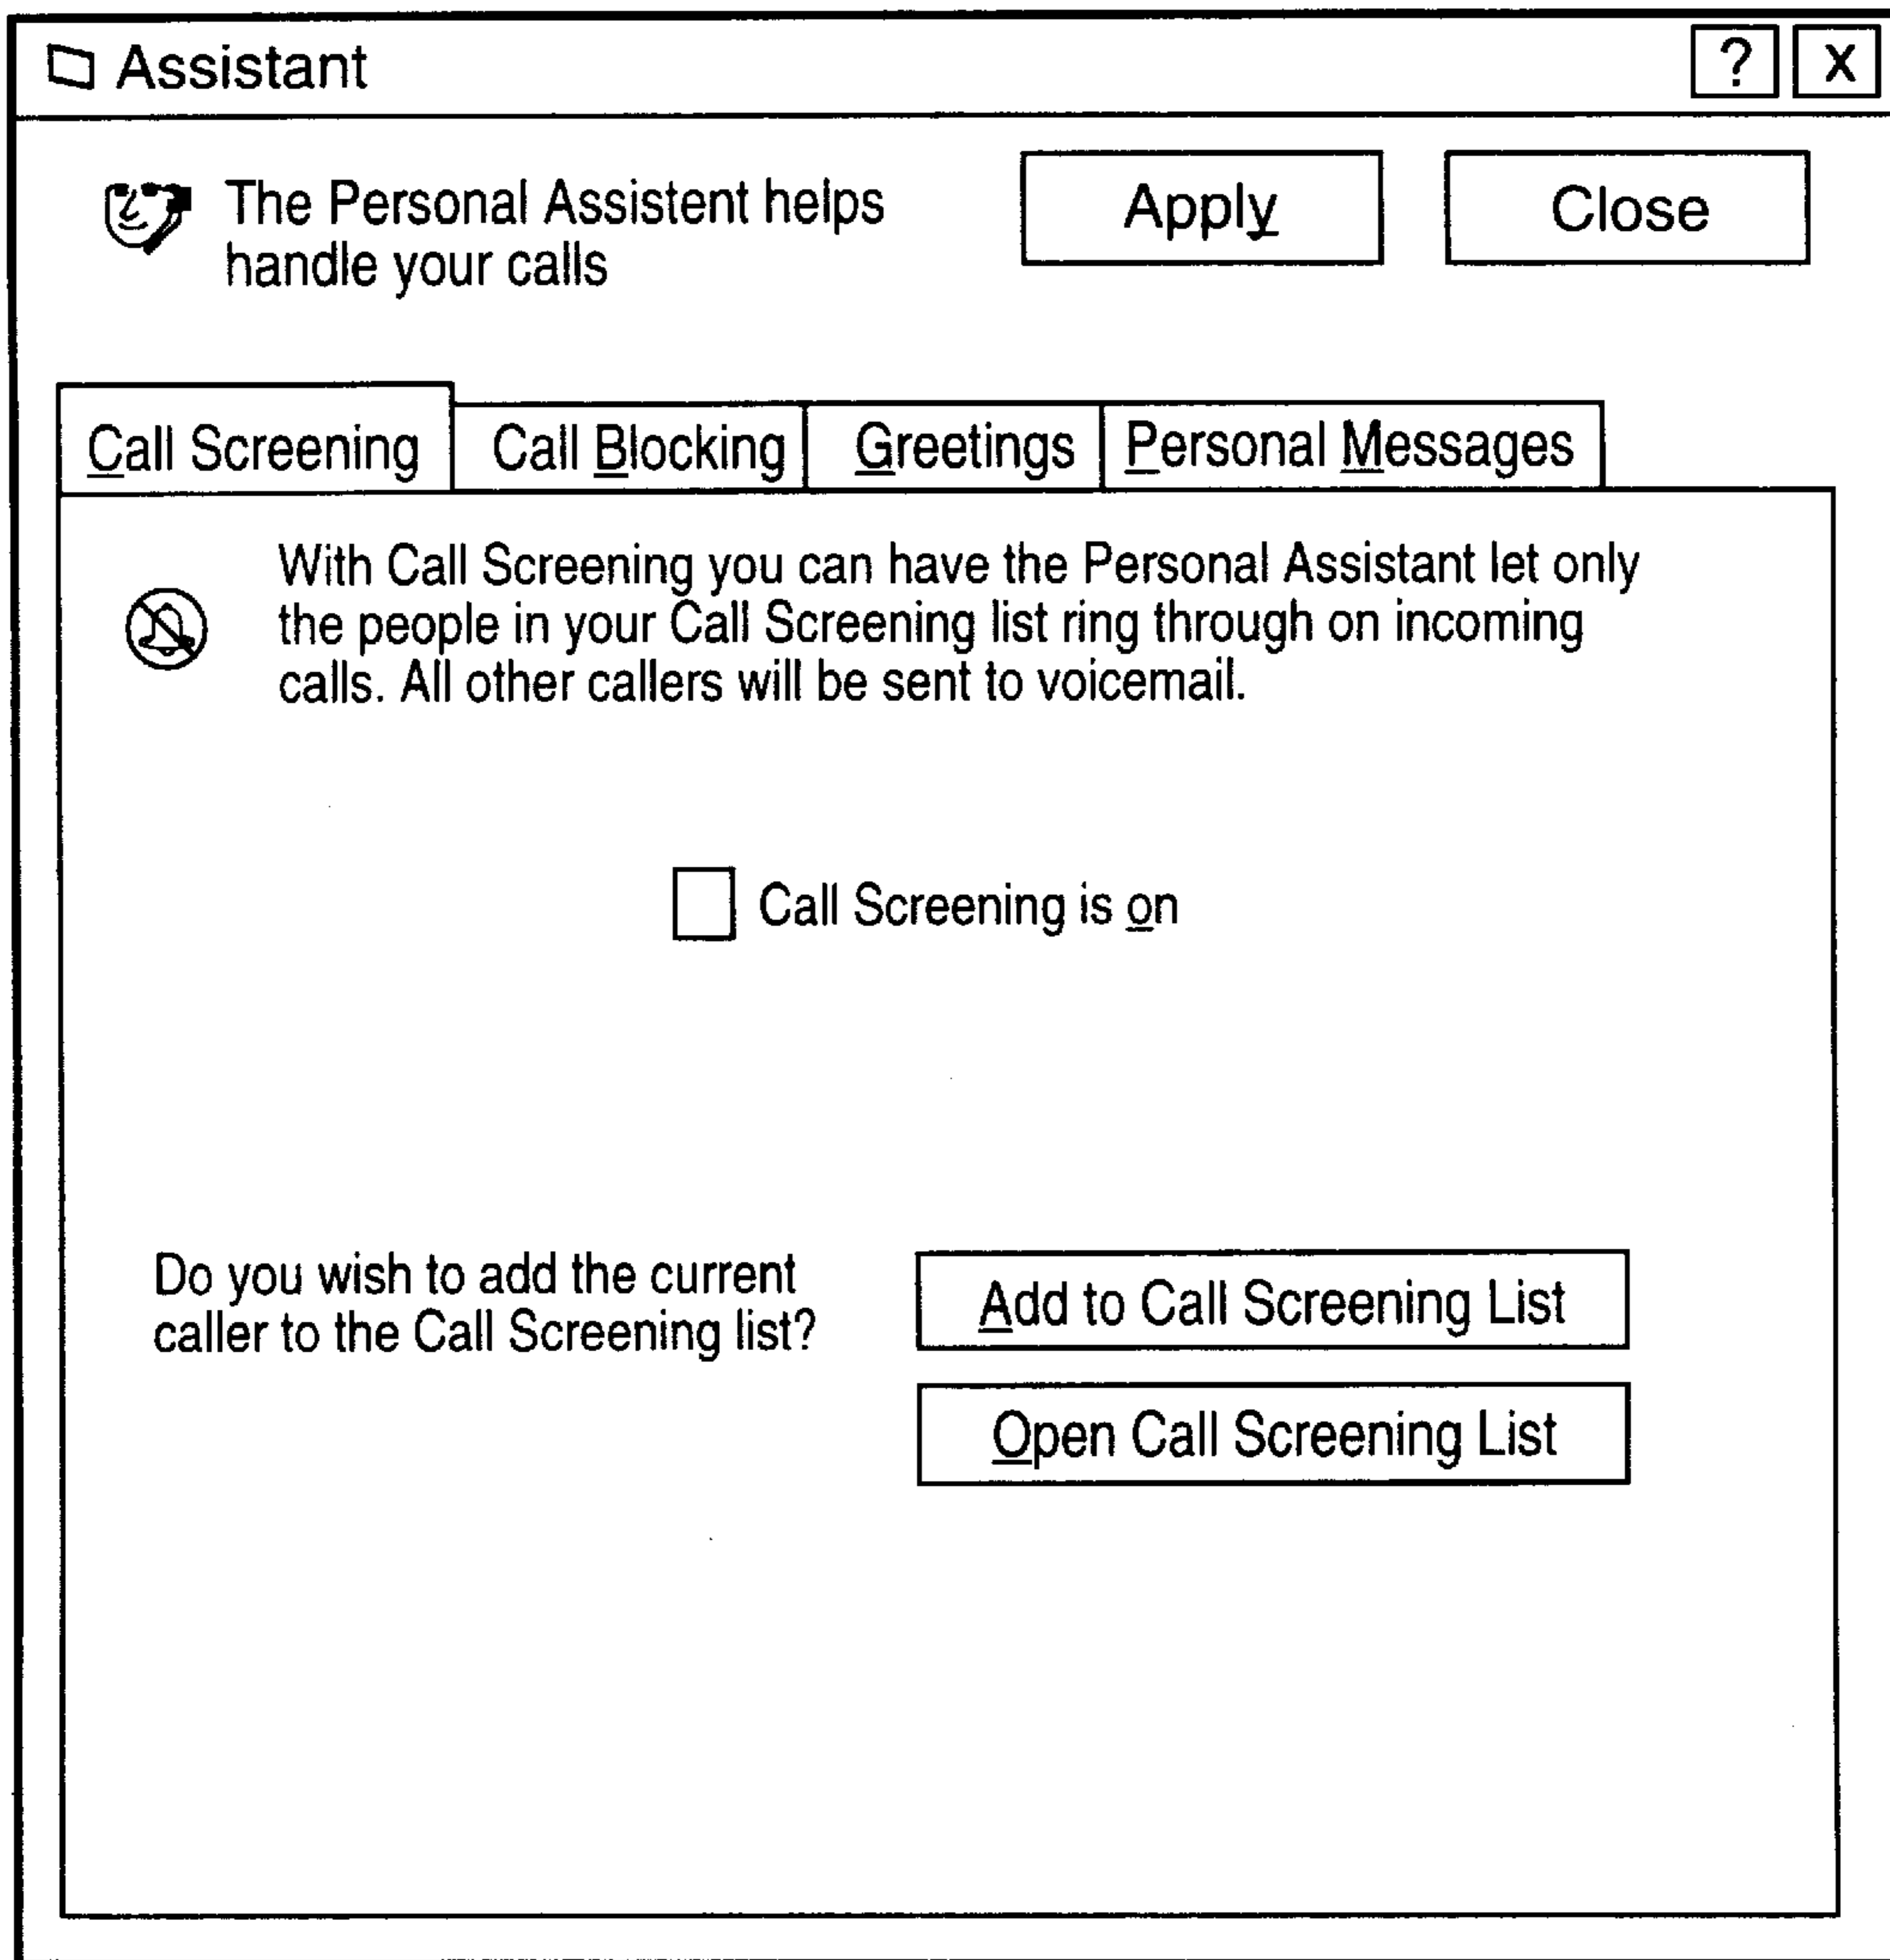 Assistant ? X
The Personal Assistent helps
handle your calls
Apply Close
Call Screening Call Blocking Greetings Personal Messages
With Call Screening you can have the Personal Assistant let only
the people in your Call Screening list ring through on incoming
calls. All other callers will be sent to voicemail.
Call Screening is on
Do you wish to add the current
caller to the Call Screening list?
Add to Call Screening List
Open Call Screening List